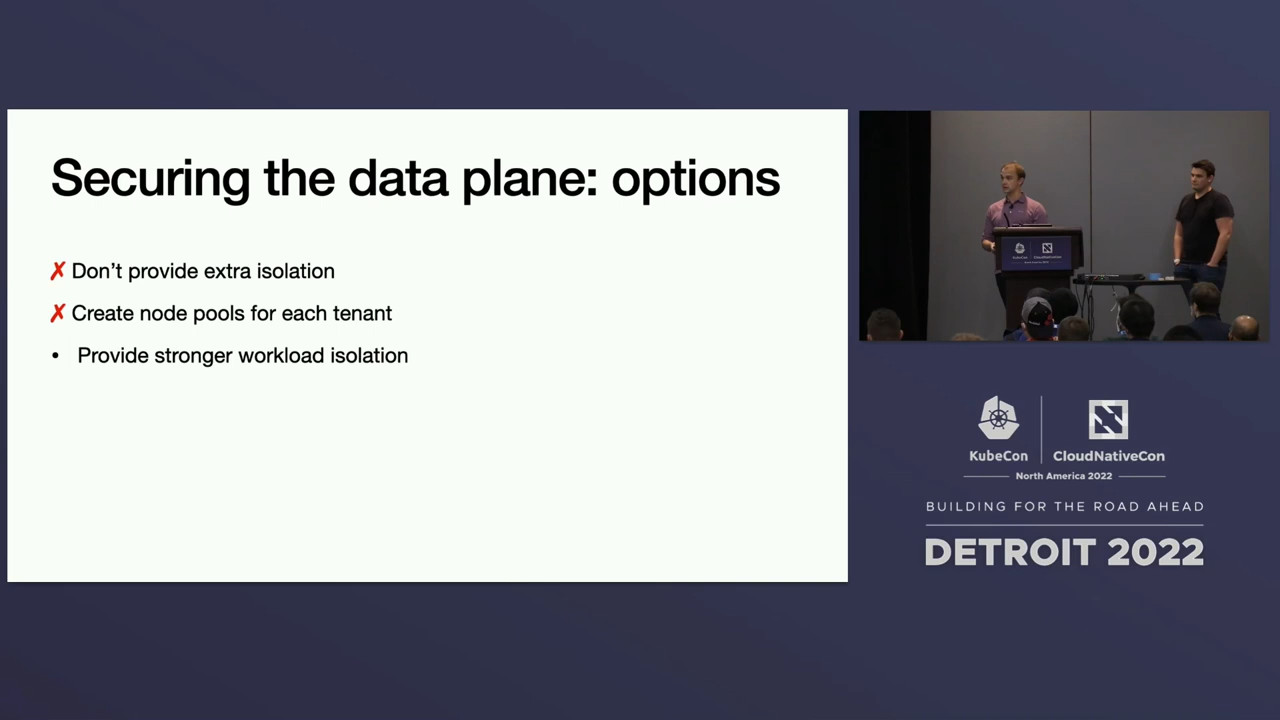 Securing the data plane: options
✗ Don’t provide extra isolation
✗ Create node pools for each tenant
• Provide stronger workload isolation
KubeCon
CloudNativeCon
North America 2022
BUILDING FOR THE ROAD AHEAD
DETROIT 2022